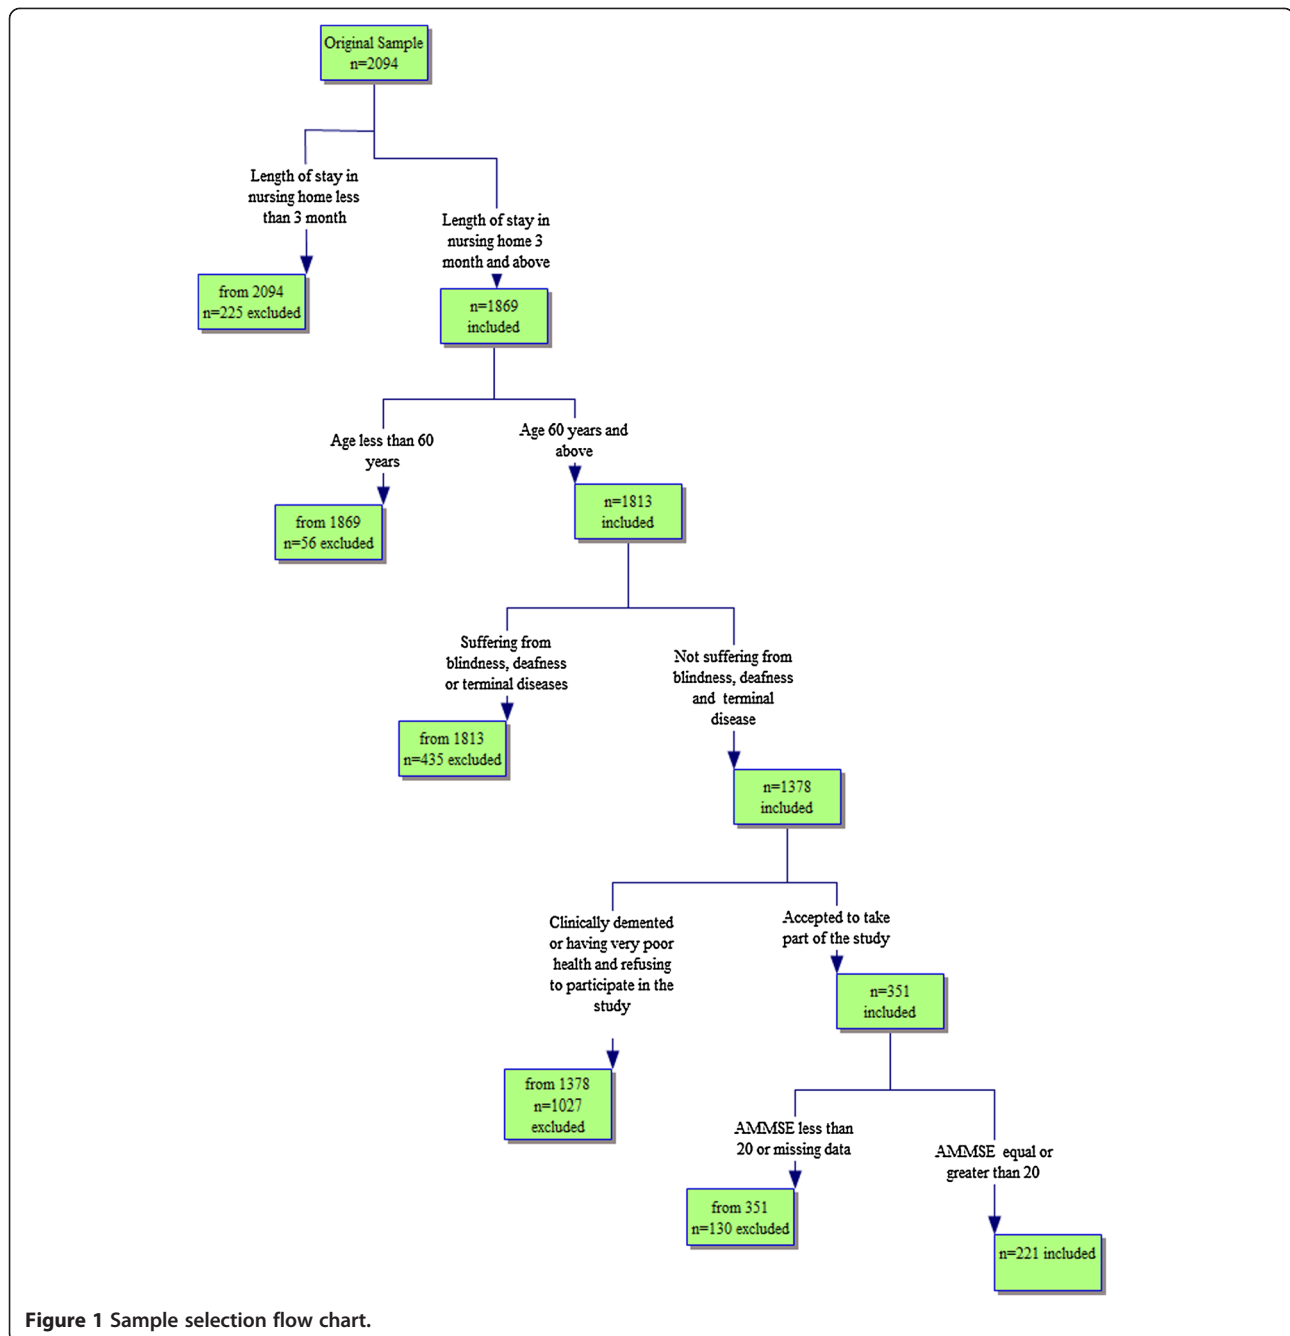 Original Sample
n=2094
Length of stay in
nursing home less
than 3 month
Length of stay in
nursing home 3
month and above
from 2094
n=225 excluded
n=1869
included
Age less than 60
years
Age 60 years and
above
from 1869
n=56 excluded
n=1813
included
Suffering from
blindness, deafness
or terminal diseases
Not suffering from
blindness, deafness
and terminal
disease
from 1813
n=435 excluded
n=1378
included
Clinically demented
or having very poor
health and refusing
to participate in the
study
Accepted to take
part of the study
n=351
included
from 1378
n=1027
excluded
AMMSE less than
20 or missing data
AMMSE equal or
greater than 20
from 351
n=130 excluded
n=221 included
Figure 1 Sample selection flow chart.